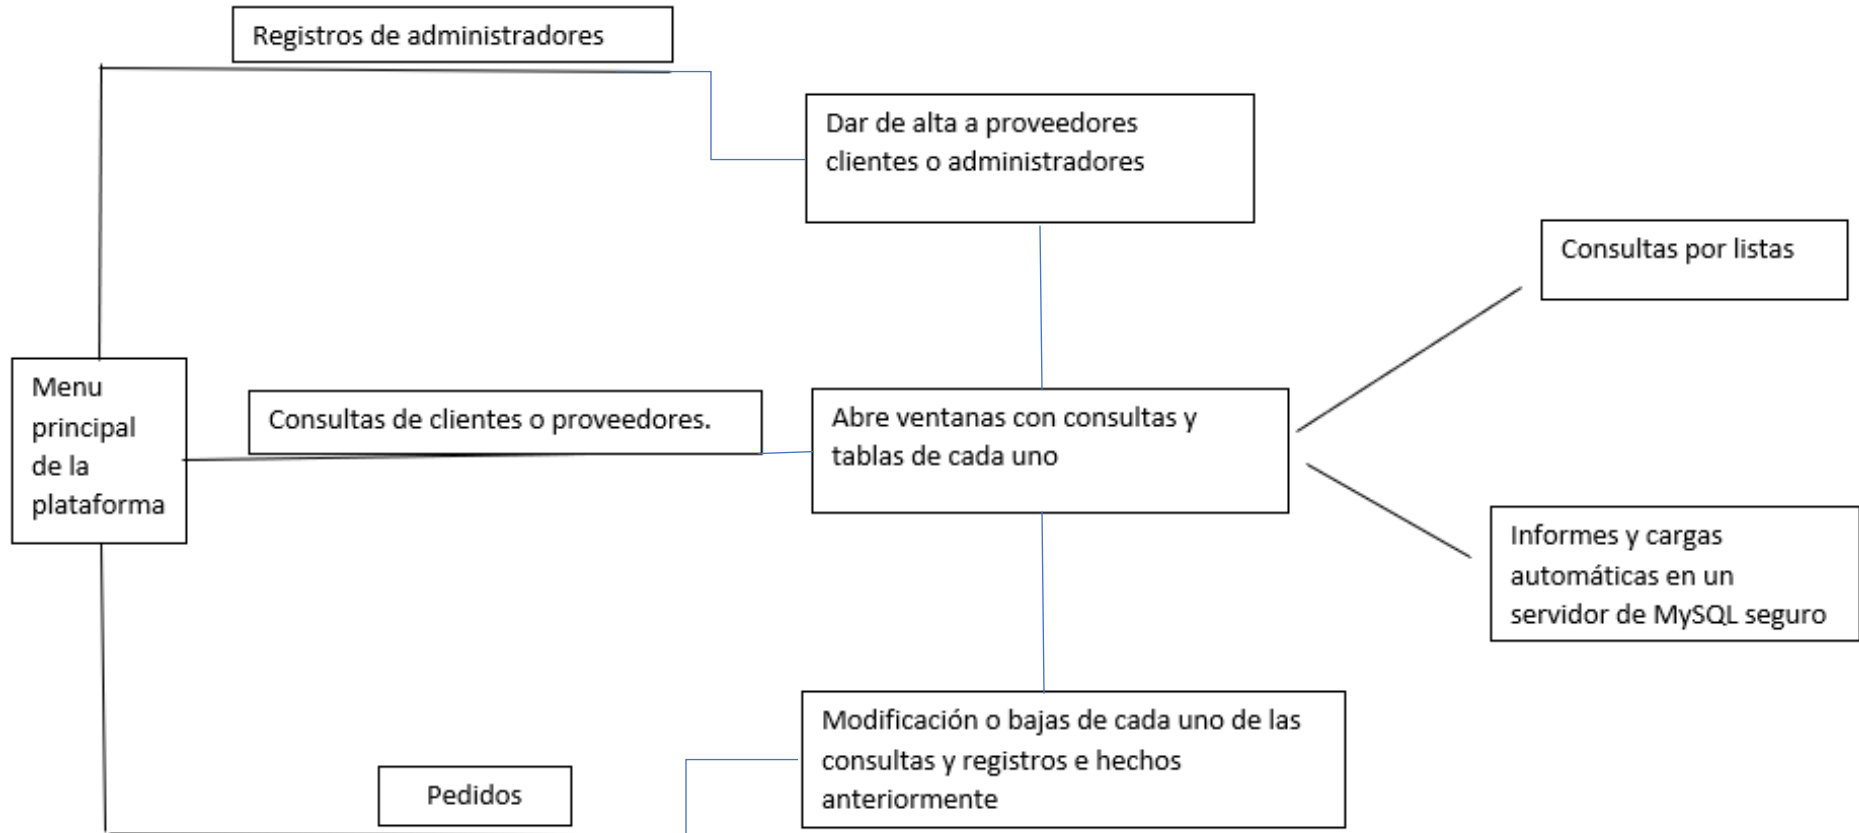 Registros de administradores
Dar de alta a proveedores
clientes o administradores
Consultas por listas
Menu
principal
de la
plataforma
Consultas de clientes o proveedores.
Abre ventanas con consultas y
tablas de cada uno
Informes y cargas
automáticas en un
servidor de MySQL seguro
Modificación o bajas de cada uno de las
consultas y registros e hechos
anteriormente
Pedidos